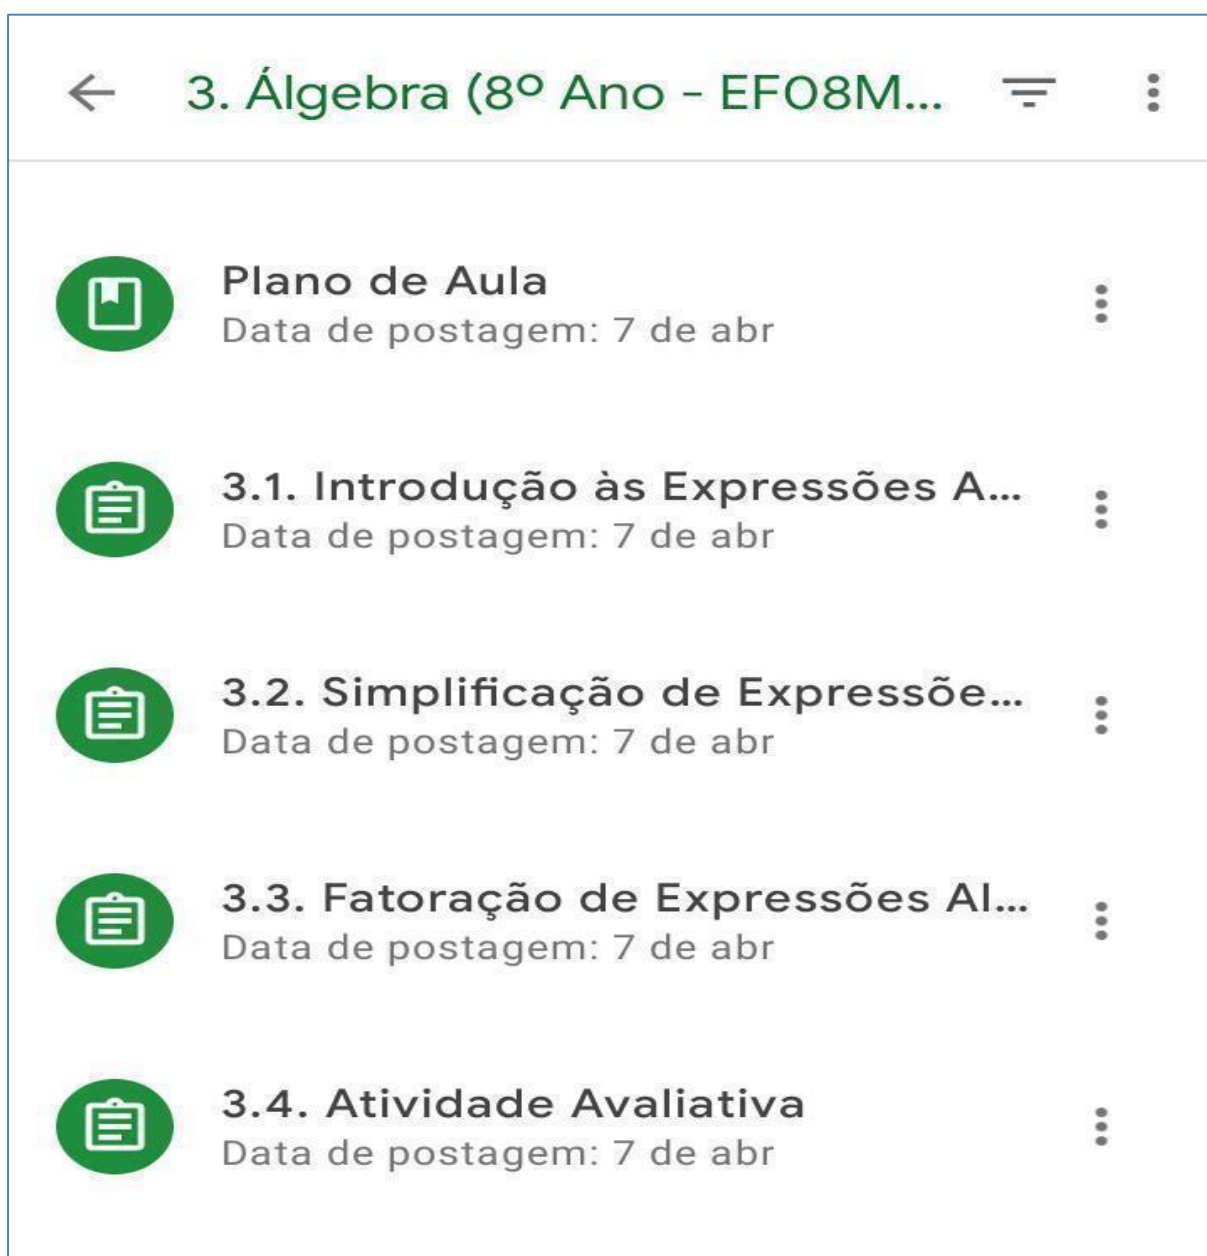 3. Álgebra (8º Ano - EF08M...
Plano de Aula
Data de postagem: 7 de abr
3.1. Introdução às Expressões A...
Data de postagem: 7 de abr
3.2. Simplificação de Expressõe...
Data de postagem: 7 de abr
3.3. Fatoração de Expressões Al...
Data de postagem: 7 de abr
3.4. Atividade Avaliativa
Data de postagem: 7 de abr